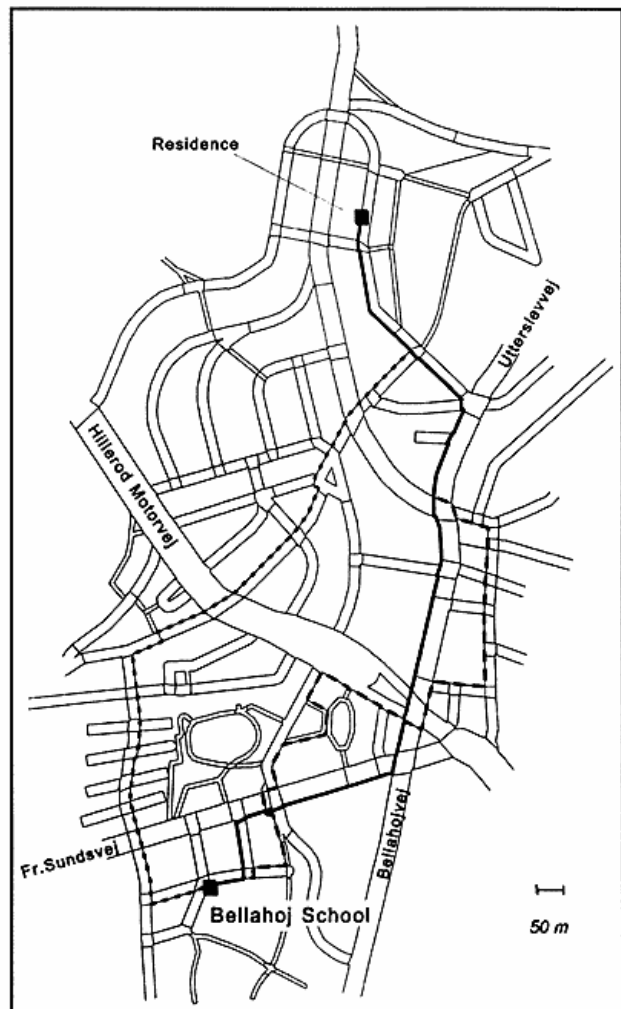 Residence
Utterslevvej
Hillerod Motorvej
Fr.Sundsvej
Bellahojvej
Bellahoj School
50 m